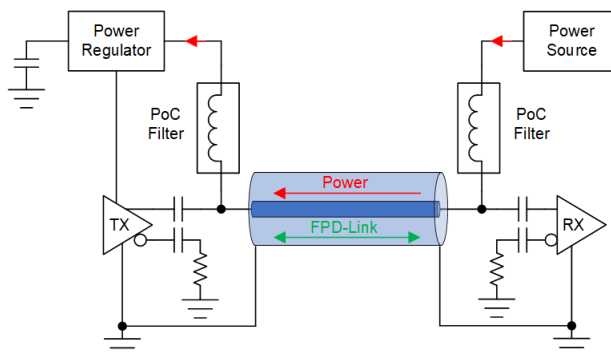 Power
Regulator
Power
Source
PoC
Filter
PoC
Filter
Power
FPD-Link
TX
RX